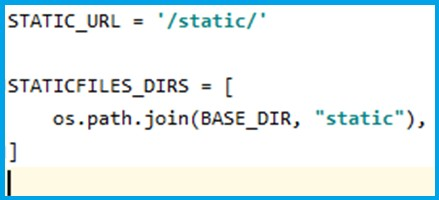 STATIC_URL = '/static/'
STATICFILES_DIRS = [
    os.path.join(BASE_DIR, "static"),
]